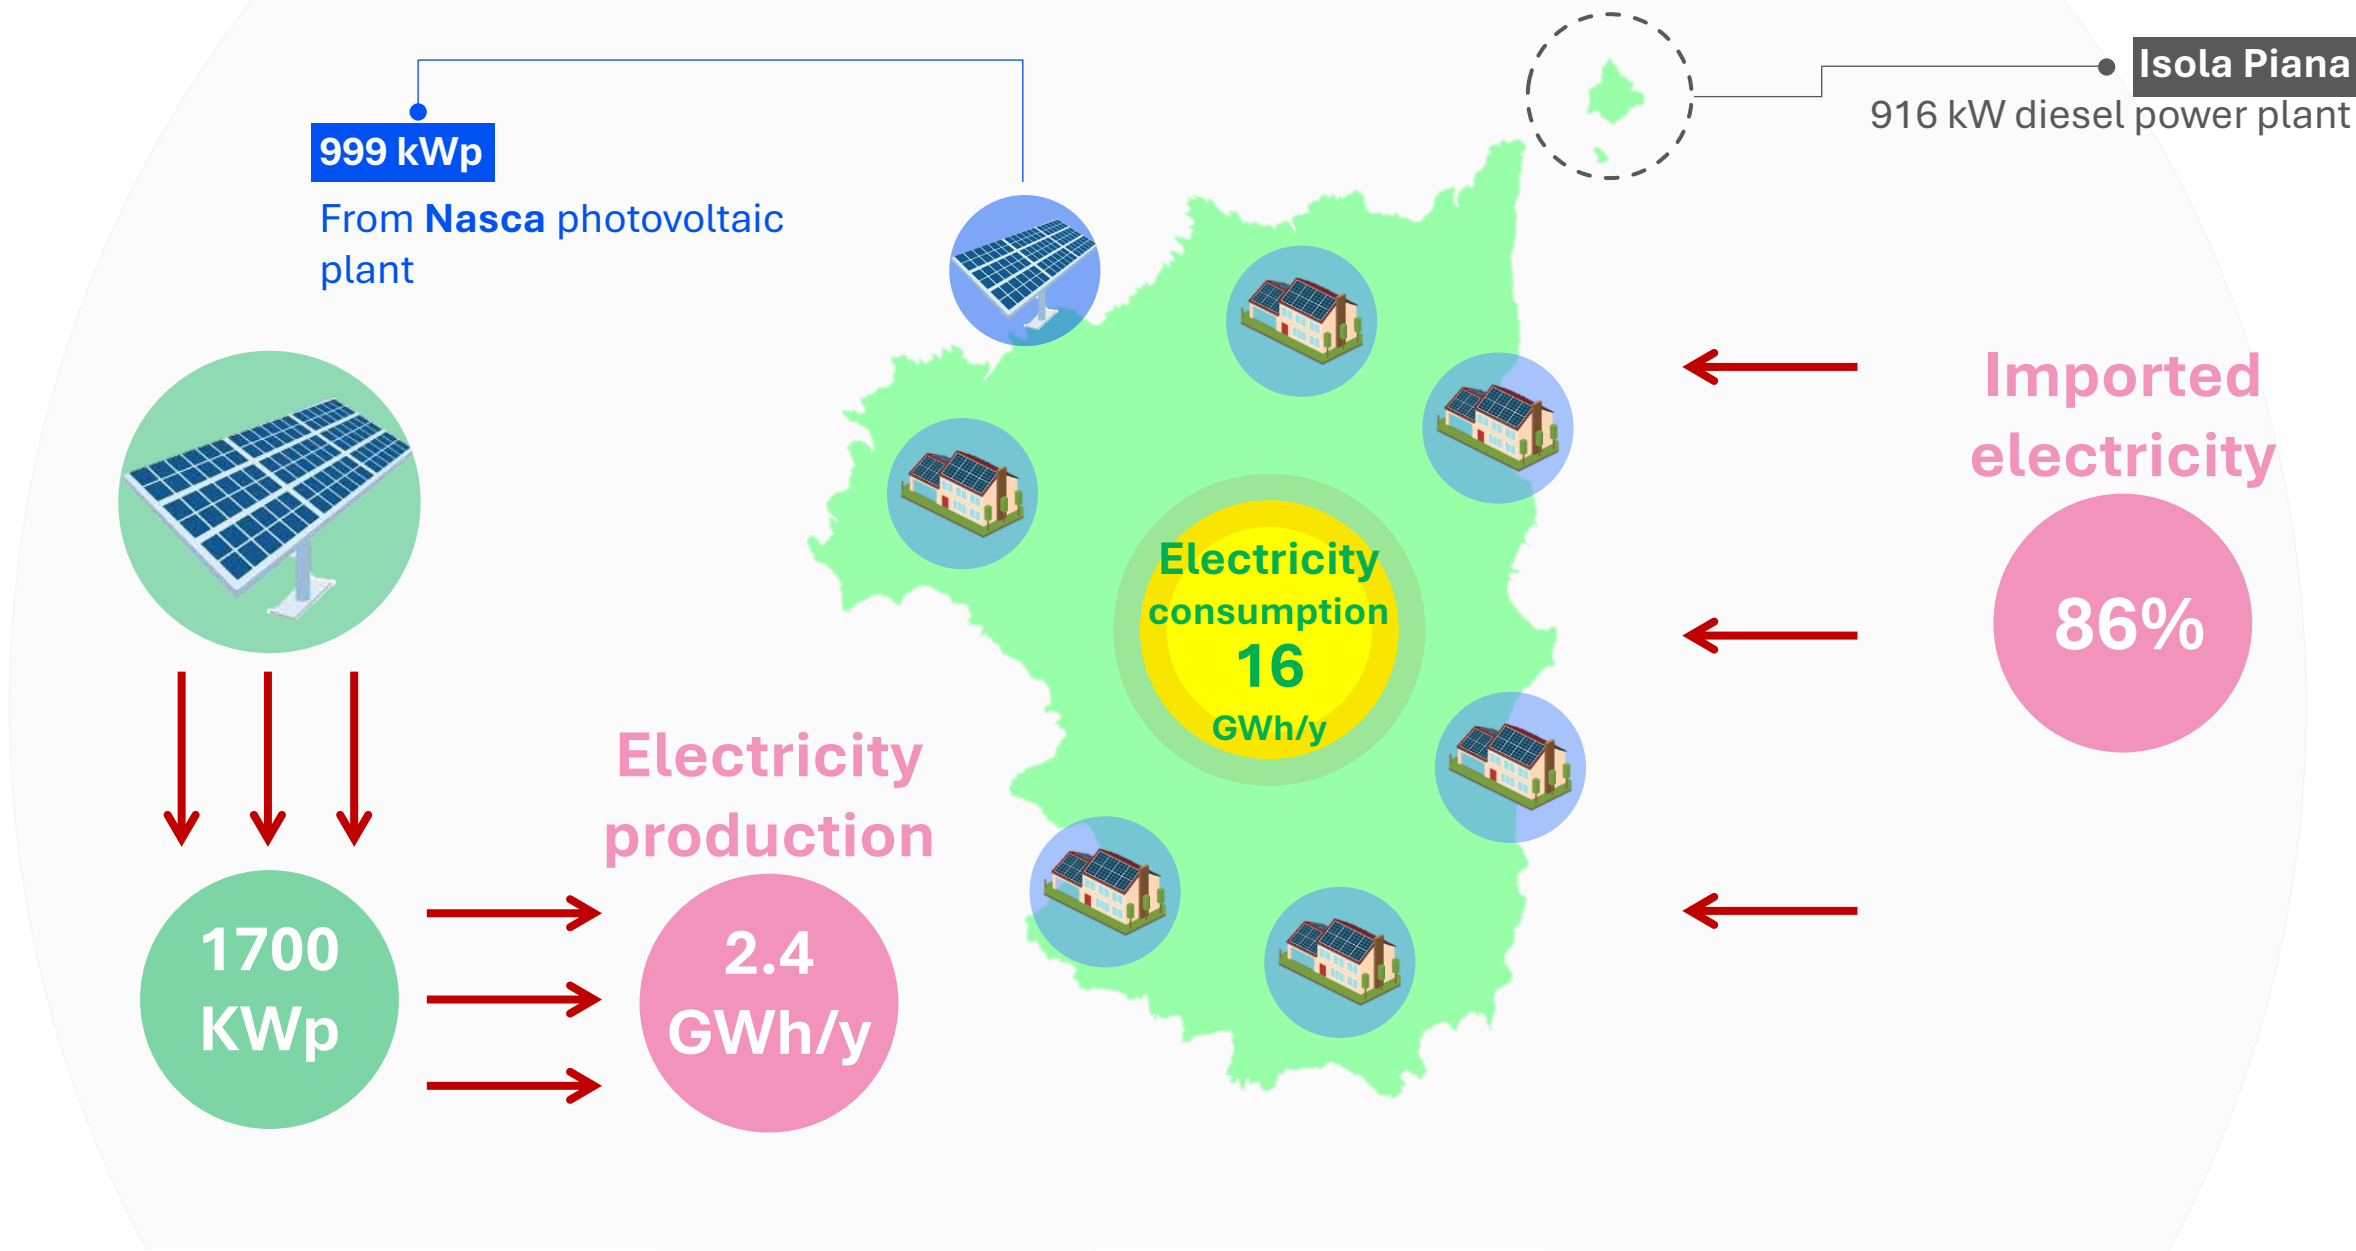 Isola Piana
916 kW diesel power plant
999 kWp
From Nasca photovoltaic
plant
Imported
electricity
86%
Electricity
consumption
16
GWh/y
Electricity
production
1700
KWp
2.4
GWh/y